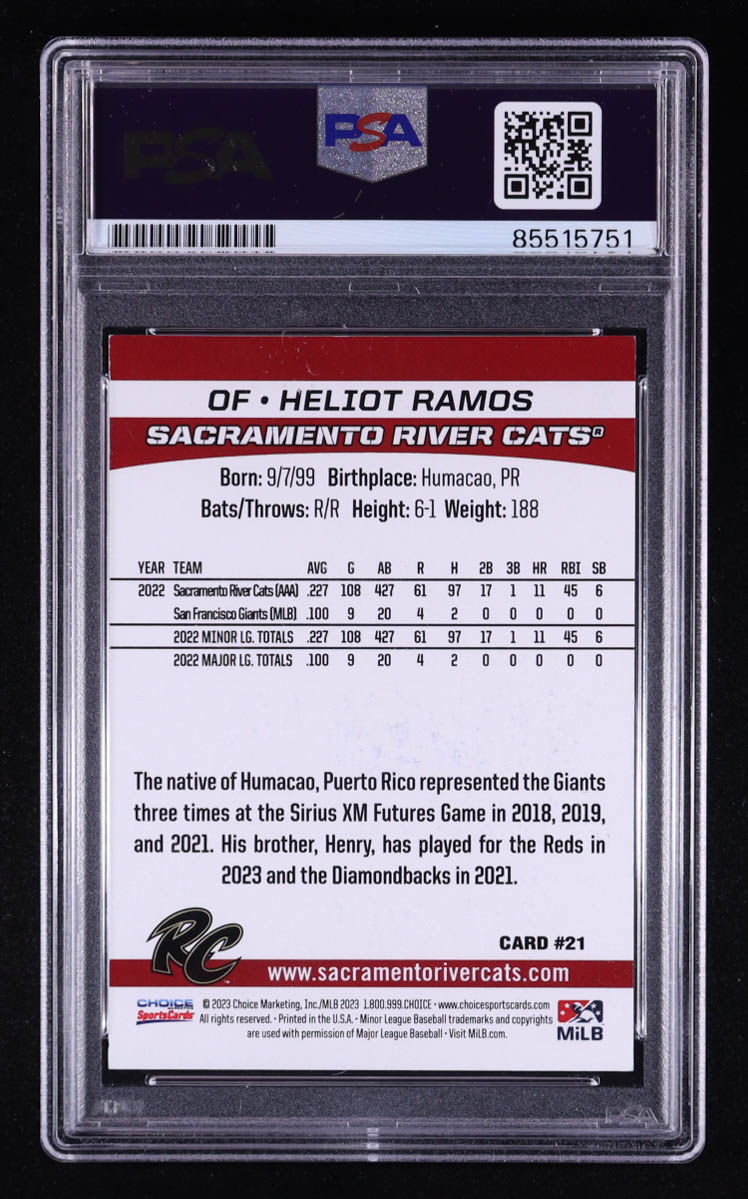 PSA
PSA
85515751
OF • HELIOT RAMOS
SACRAMENTO RIVER CATS®
Born: 9/7/99 Birthplace: Humacao, PR
Bats/Throws: R/R Height: 6-1 Weight: 188
YEAR TEAM AVG G AB R H 2B 3B HR RBI SB
2022 Sacramento River Cats (AAA) .227 108 427 61 97 17 1 11 45 6
San Francisco Giants (MLB) .100 9 20 4 2 0 0 0 0 0
2022 MINOR LG. TOTALS .227 108 427 61 97 17 1 11 45 6
2022 MAJOR LG. TOTALS .100 9 20 4 2 0 0 0 0 0
The native of Humacao, Puerto Rico represented the Giants
three times at the Sirius XM Futures Game in 2018, 2019,
and 2021. His brother, Henry, has played for the Reds in
2023 and the Diamondbacks in 2021.
RC
CARD #21
www.sacramentorivercats.com
CHOICE
SportsCards
© 2023 Choice Marketing, Inc./MLB 2023 1.800.999.CHOICE • www.choicesportscards.com
All rights reserved. • Printed in the U.S.A. • Minor League Baseball trademarks and copyrights
are used with permission of Major League Baseball • Visit MiLB.com.
MiLB
PSA